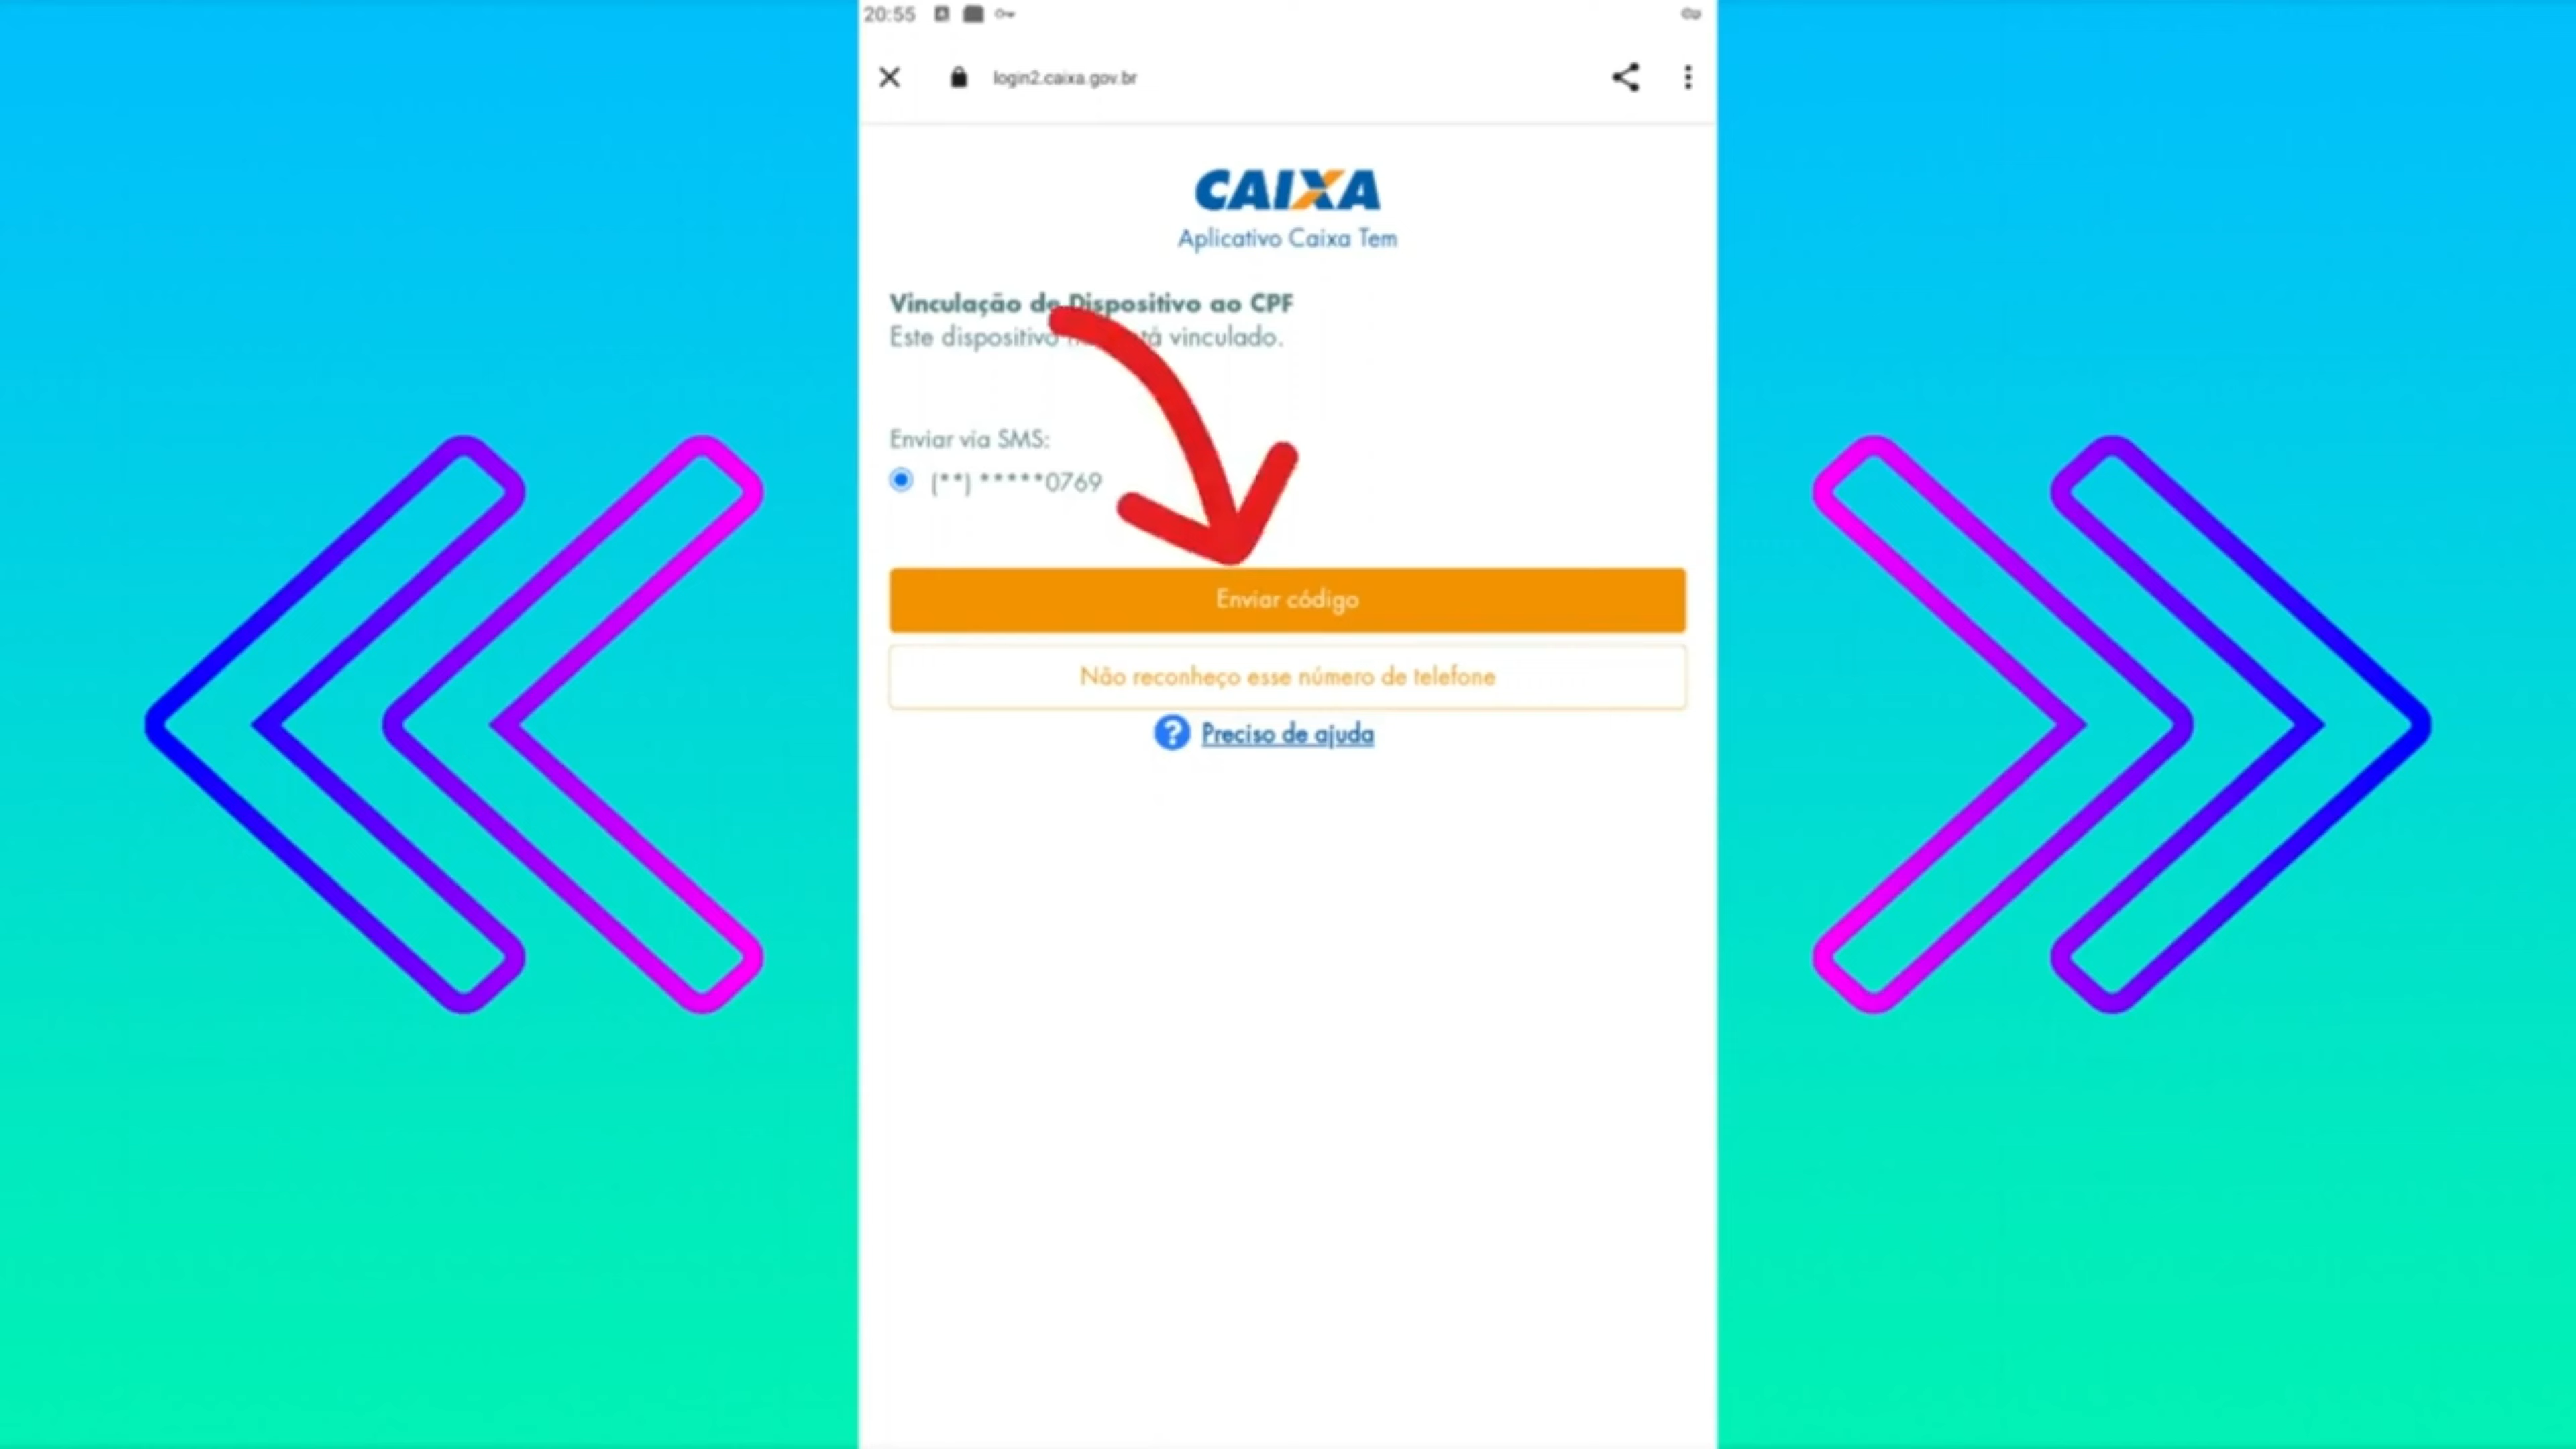 20:55
login2.caixa.gov.br
CAIXA
Aplicativo Caixa Tem
Vinculação de Dispositivo ao CPF
Este dispositivo vinculado.
Enviar via SMS:
(**) *****0769
Enviar código
Não reconheço esse número de telefone
? Preciso de ajuda